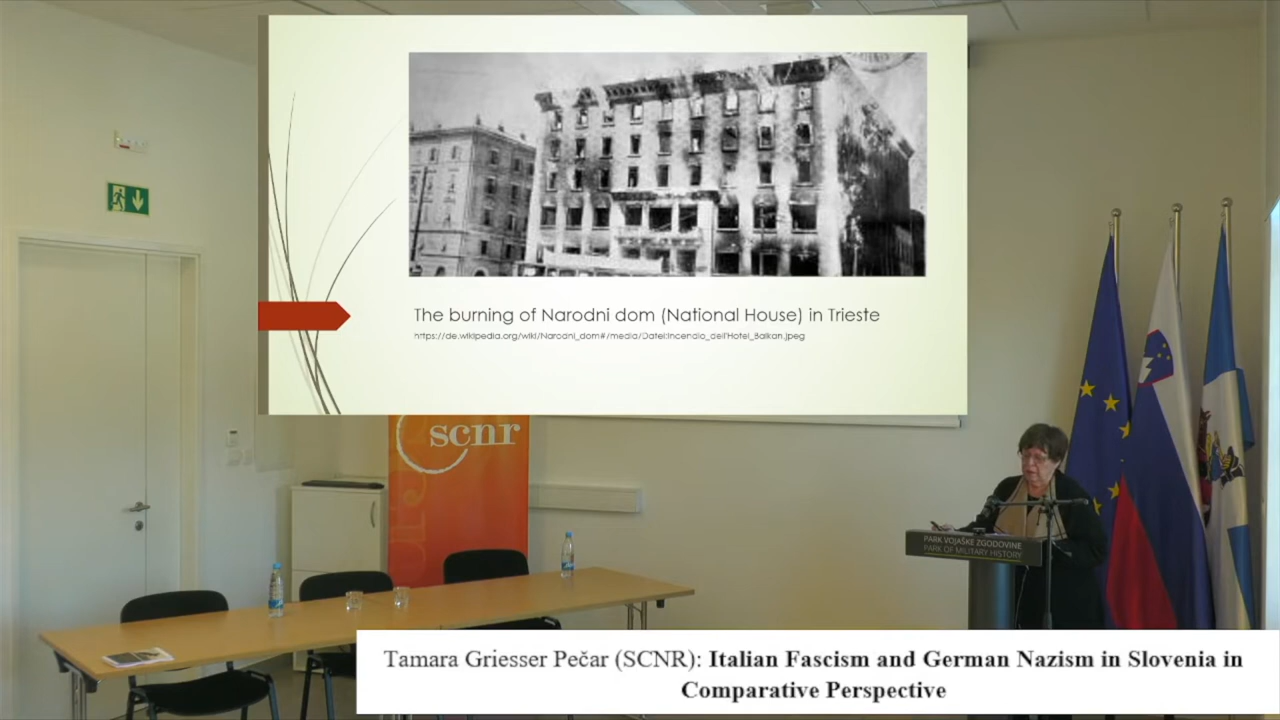 The burning of Narodni dom (National House) in Trieste
https://de.wikipedia.org/wiki/Narodni_dom#/media/Datei:Incendio_dell'Hotel_Balkan.jpeg
scnr
PARK VOJAŠKE ZGODOVINE
PARK OF MILITARY HISTORY
Tamara Griesser Pečar (SCNR): Italian Fascism and German Nazism in Slovenia in
Comparative Perspective